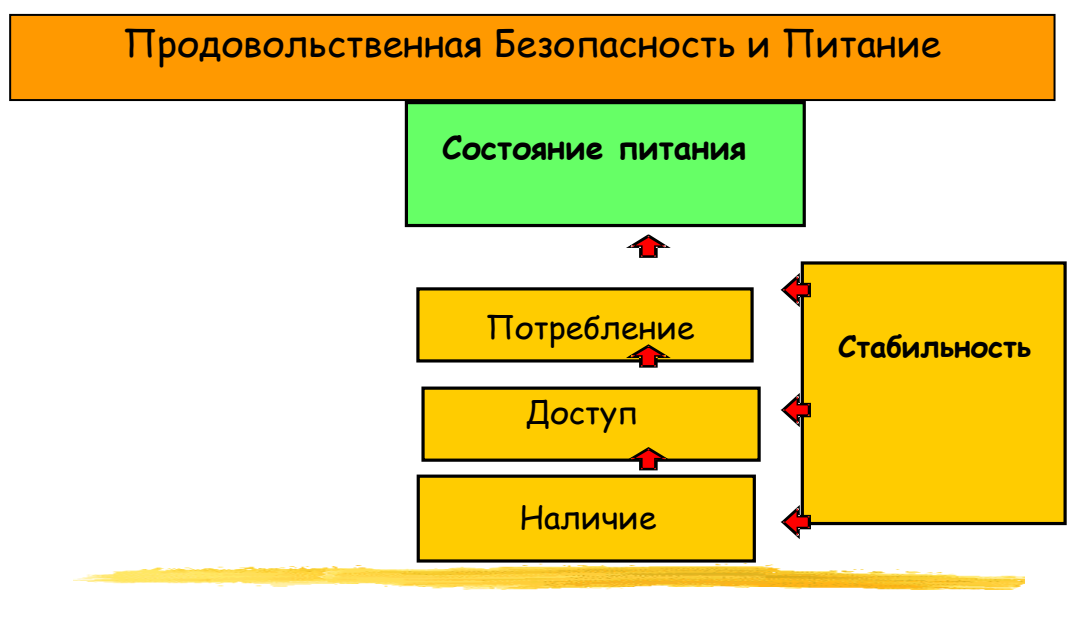 Продовольственная Безопасность и Питание
Состояние питания
Потребление
Стабильность
Доступ
Наличие